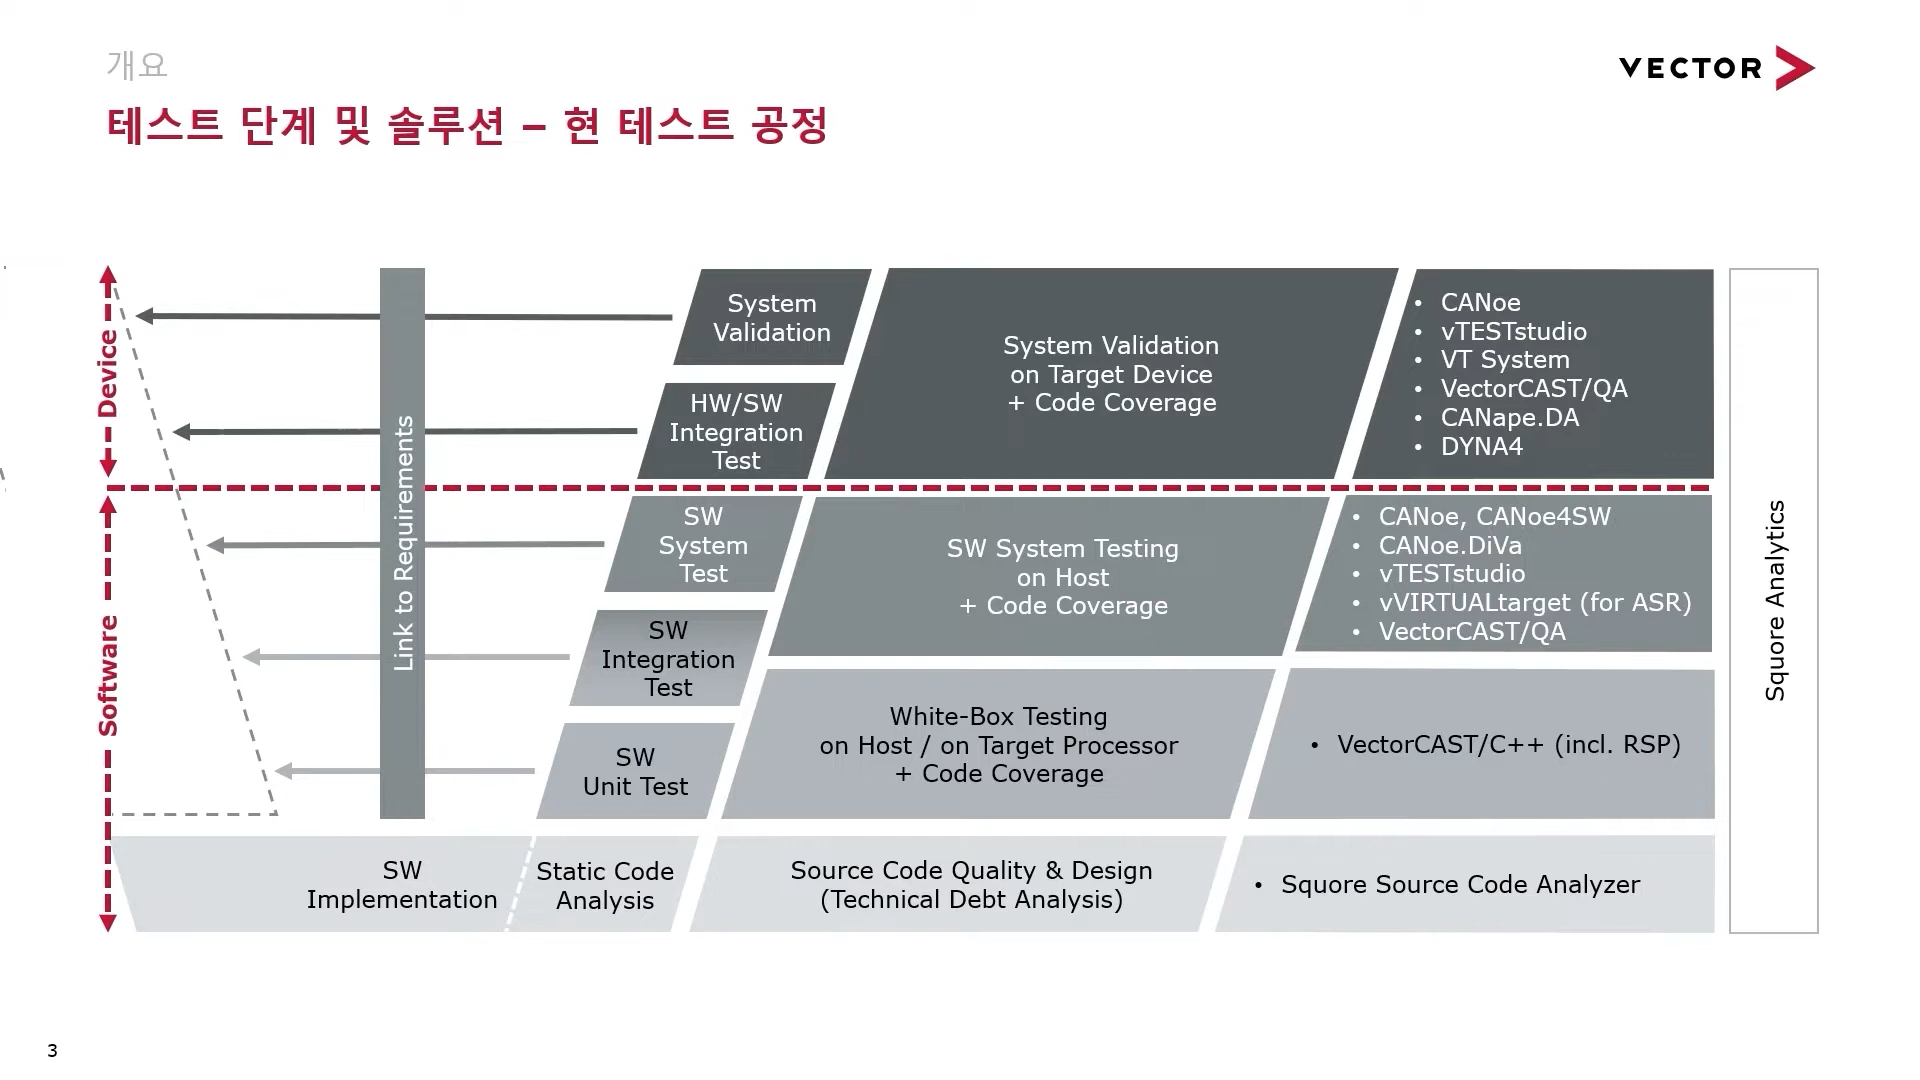 개요
VECTOR
테스트 단계 및 솔루션 – 현 테스트 공정
Device
Software
Link to Requirements
System
Validation
HW/SW
Integration
Test
SW
System
Test
SW
Integration
Test
SW
Unit Test
SW
Implementation
Static Code
Analysis
System Validation
on Target Device
+ Code Coverage
SW System Testing
on Host
+ Code Coverage
White-Box Testing
on Host / on Target Processor
+ Code Coverage
Source Code Quality & Design
(Technical Debt Analysis)
• CANoe
• vTESTstudio
• VT System
• VectorCAST/QA
• CANape.DA
• DYNA4
• CANoe, CANoe4SW
• CANoe.DiVa
• vTESTstudio
• vVIRTUALtarget (for ASR)
• VectorCAST/QA
• VectorCAST/C++ (incl. RSP)
• Squore Source Code Analyzer
Squore Analytics
3